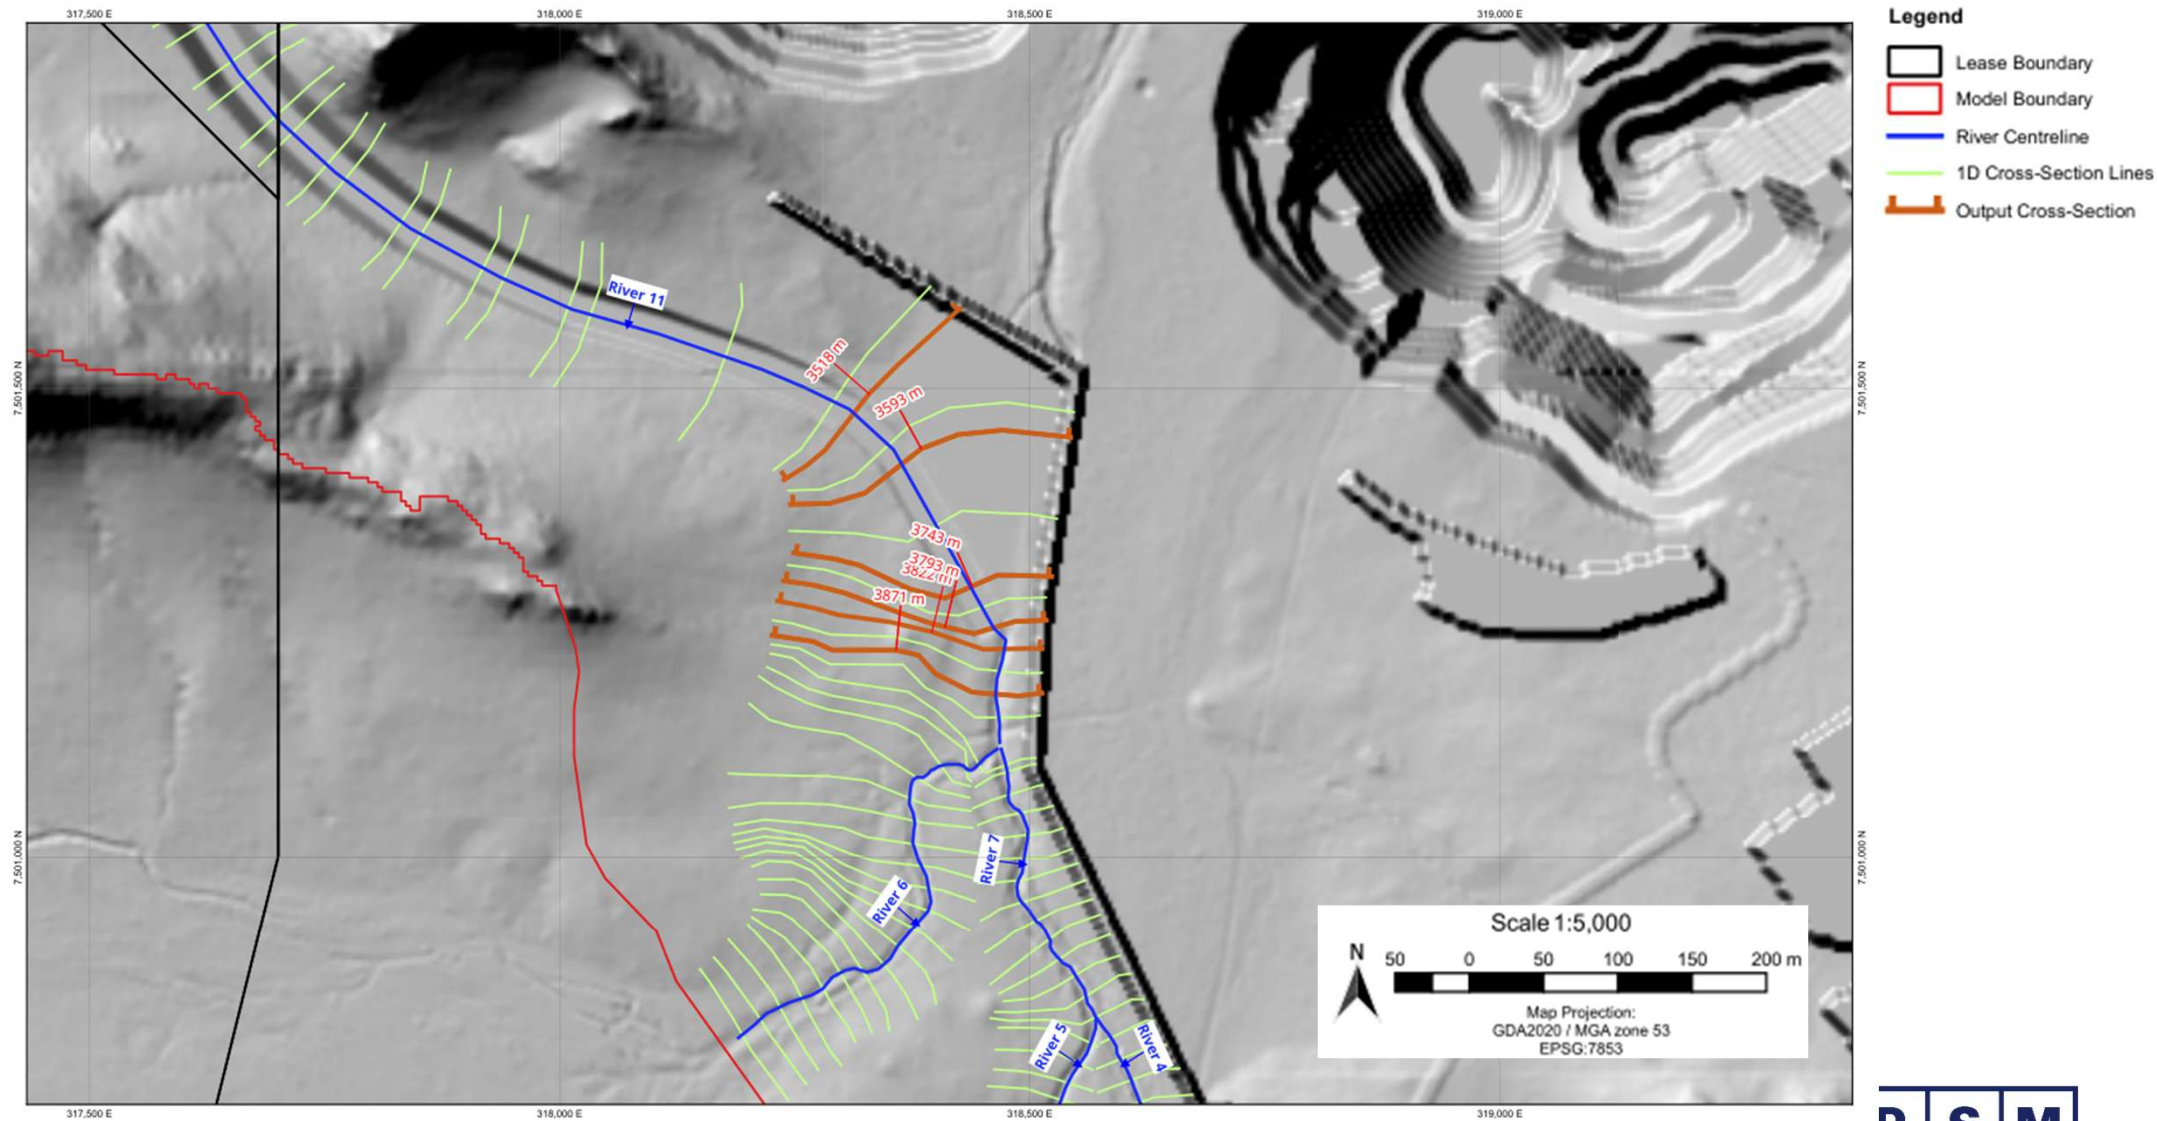 317,500 E
318,000 E
318,500 E
319,000 E
Legend
Lease Boundary
Model Boundary
River Centreline
1D Cross-Section Lines
Output Cross-Section
River 11
7,501,500 N
7,501,500 N
3518 m
3593 m
3743 m
3793 m
3822 m
3871 m
River 7
River 6
River 5
River 4
7,501,000 N
7,501,000 N
Scale 1:5,000
N
50 0 50 100 150 200 m
Map Projection:
GDA2020 / MGA zone 53
EPSG:7853
317,500 E
318,000 E
318,500 E
319,000 E